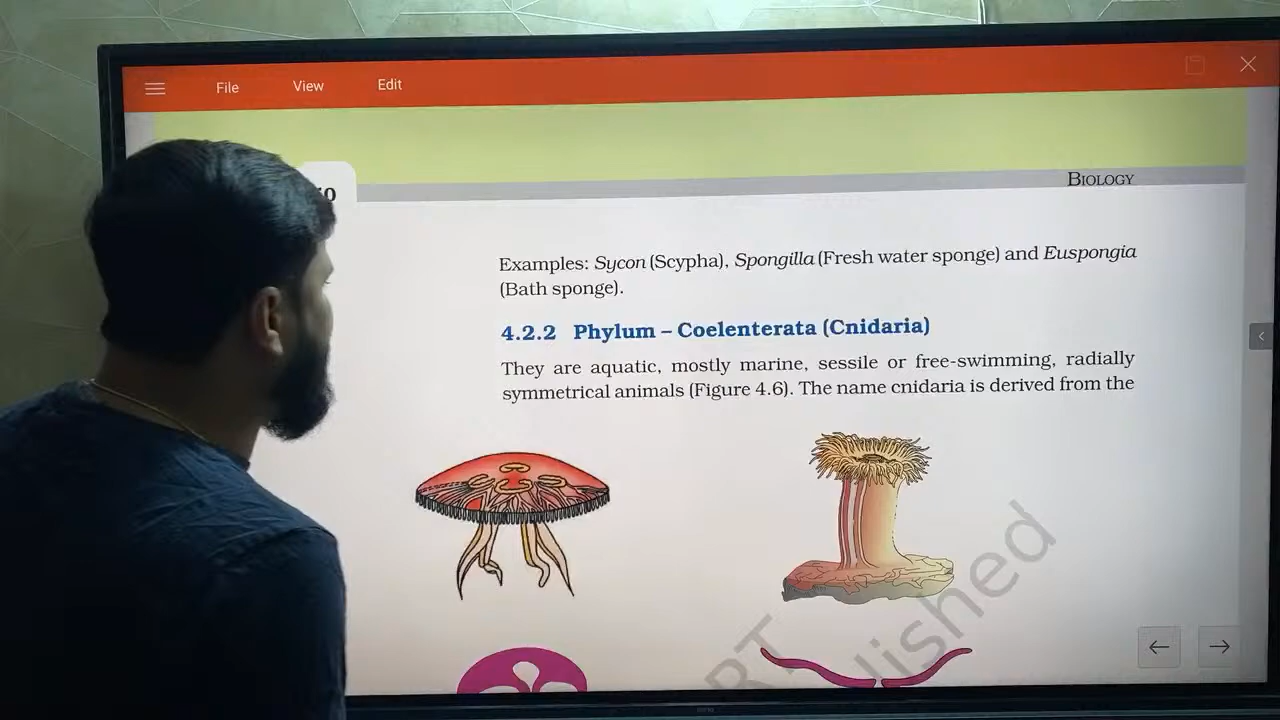 File View Edit
BIOLOGY
Examples: Sycon (Scypha), Spongilla (Fresh water sponge) and Euspongia
(Bath sponge).
4.2.2 Phylum – Coelenterata (Cnidaria)
They are aquatic, mostly marine, sessile or free-swimming, radially
symmetrical animals (Figure 4.6). The name cnidaria is derived from the